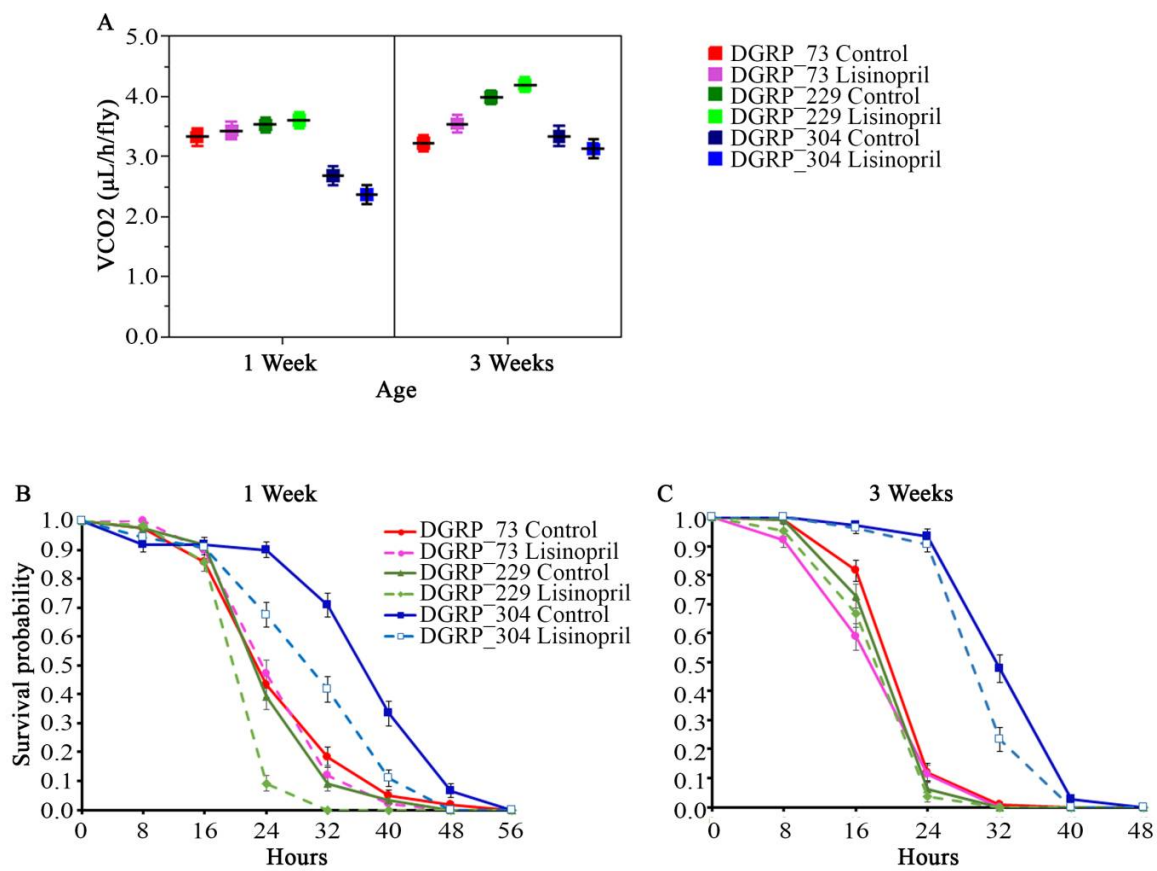 A
5.0
4.0
3.0
2.0
1.0
0.0
VCO2 (µL/h/fly)
1 Week
3 Weeks
Age
DGRP_73 Control
DGRP_73 Lisinopril
DGRP_229 Control
DGRP_229 Lisinopril
DGRP_304 Control
DGRP_304 Lisinopril
B
1 Week
1.0
0.9
0.8
0.7
0.6
0.5
0.4
0.3
0.2
0.1
0.0
Survival probability
0 8 16 24 32 40 48 56
Hours
DGRP_73 Control
DGRP_73 Lisinopril
DGRP_229 Control
DGRP_229 Lisinopril
DGRP_304 Control
DGRP_304 Lisinopril
C
3 Weeks
1.0
0.9
0.8
0.7
0.6
0.5
0.4
0.3
0.2
0.1
0.0
0 8 16 24 32 40 48
Hours